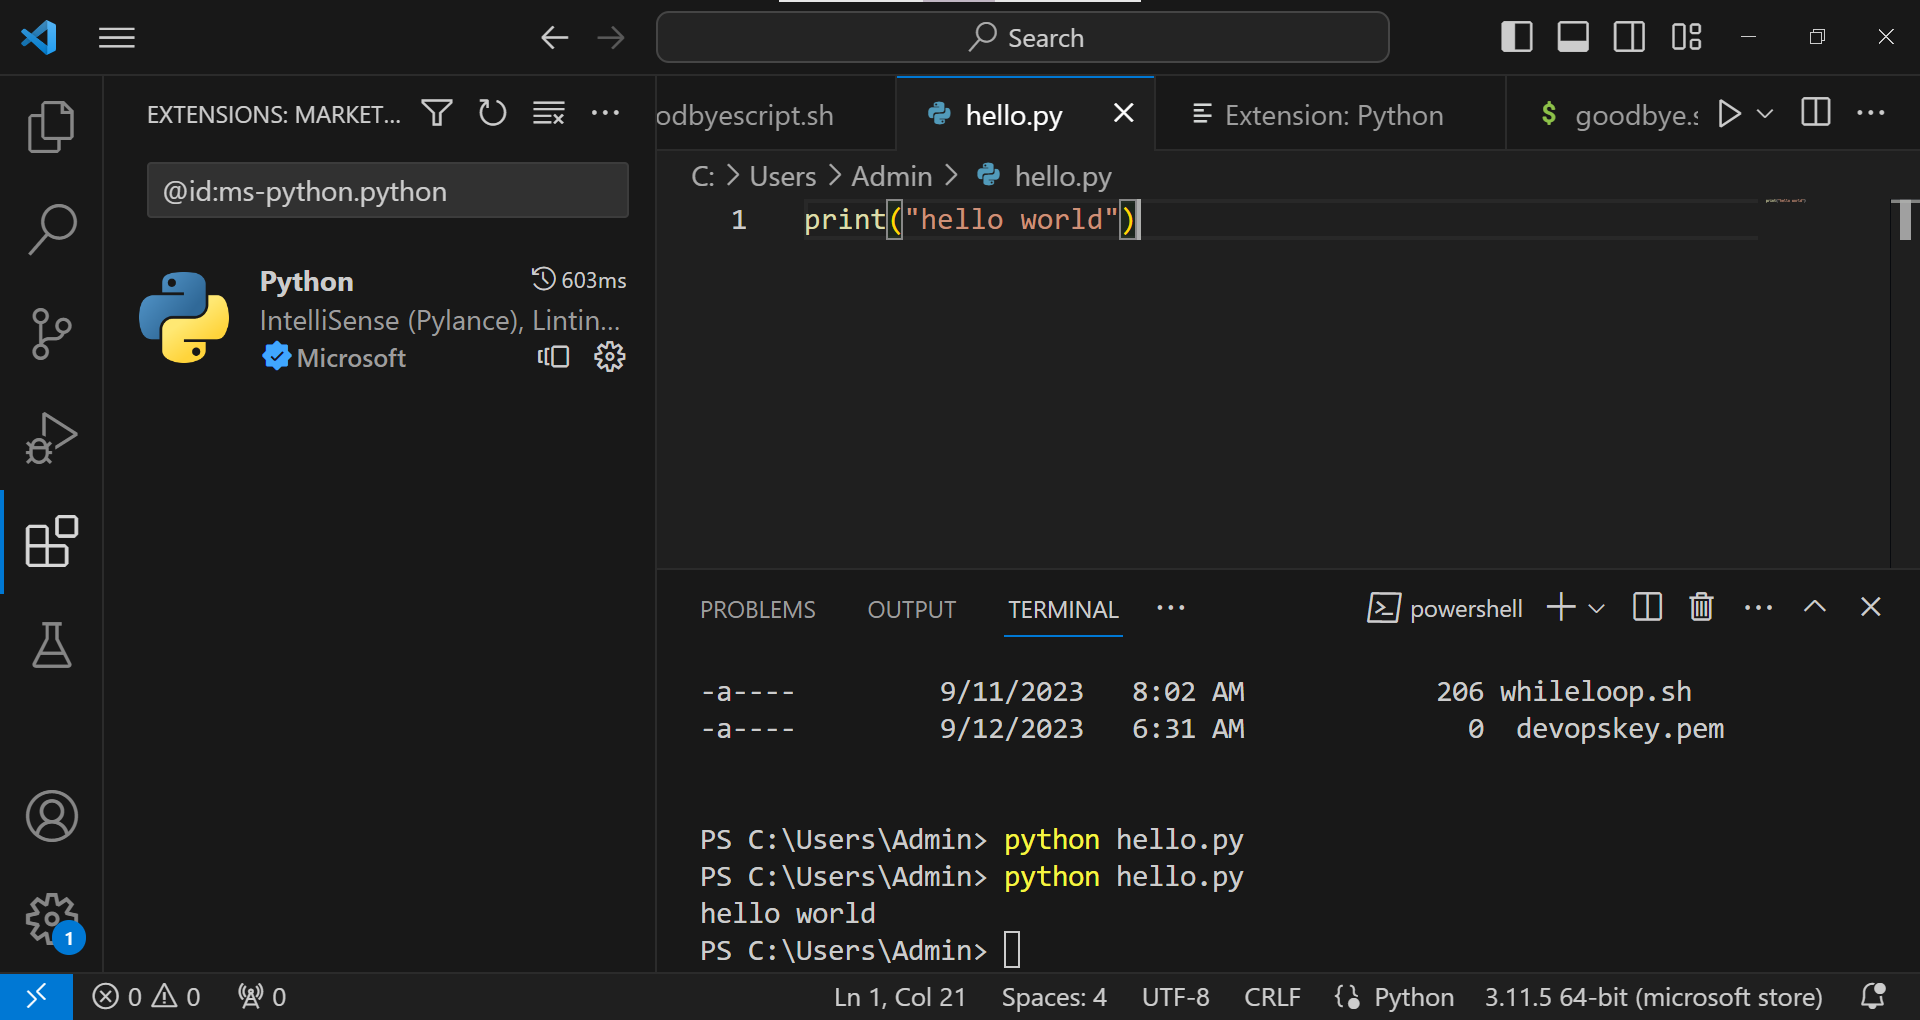 Search
EXTENSIONS: MARKET...
odbyescript.sh
hello.py
Extension: Python
$ goodbye.s
@id:ms-python.python
C: > Users > Admin > hello.py
1 print("hello world")
Python 603ms
IntelliSense (Pylance), Lintin...
Microsoft
PROBLEMS OUTPUT TERMINAL ... powershell
-a---- 9/11/2023 8:02 AM 206 whileloop.sh
-a---- 9/12/2023 6:31 AM 0 devopskey.pem
PS C:\Users\Admin> python hello.py
PS C:\Users\Admin> python hello.py
hello world
PS C:\Users\Admin>
1
0 0 0 Ln 1, Col 21 Spaces: 4 UTF-8 CRLF Python 3.11.5 64-bit (microsoft store)